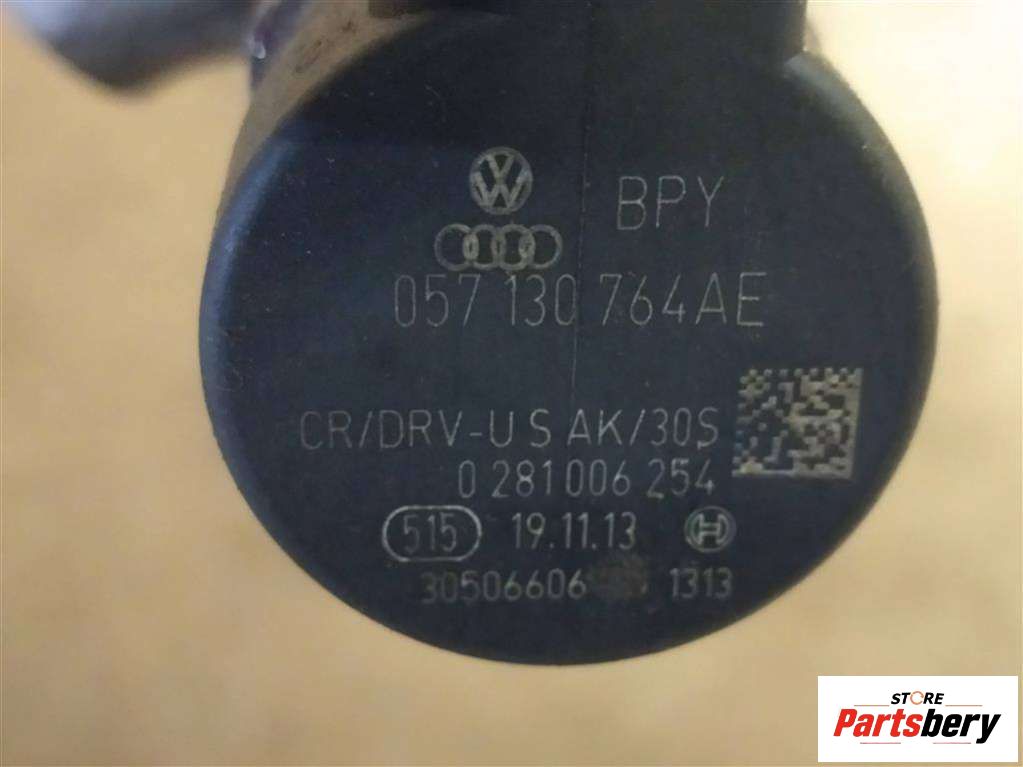 BPY
057 130 764AE
CR/DRV-U S AK/30S
0 281 006 254
515 19.11.13
30506606 1313
STORE
Partsbery